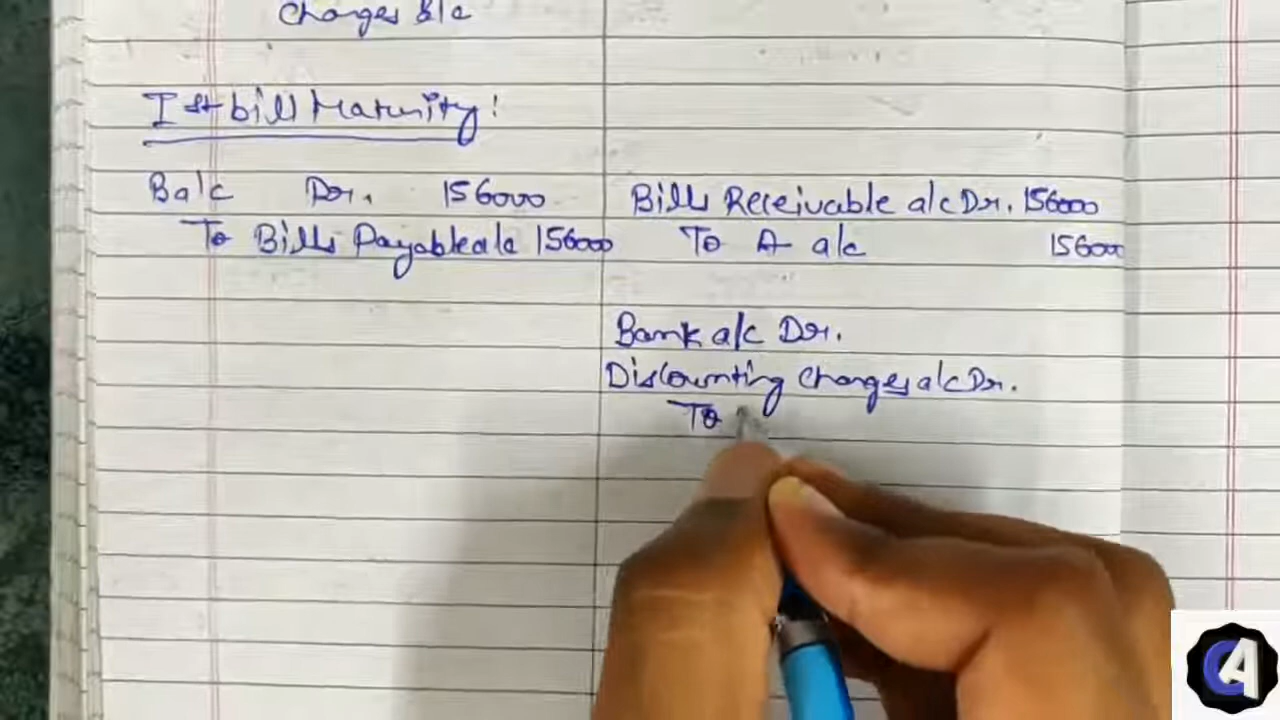 Charges a/c
Ist bill Maturity:
B a/c Dr. 156000
To Bills Payable a/c 156000
Bills Receivable a/c Dr. 156000
To A a/c 156000
Bank a/c Dr.
Discounting Charges a/c Dr.
To
CA